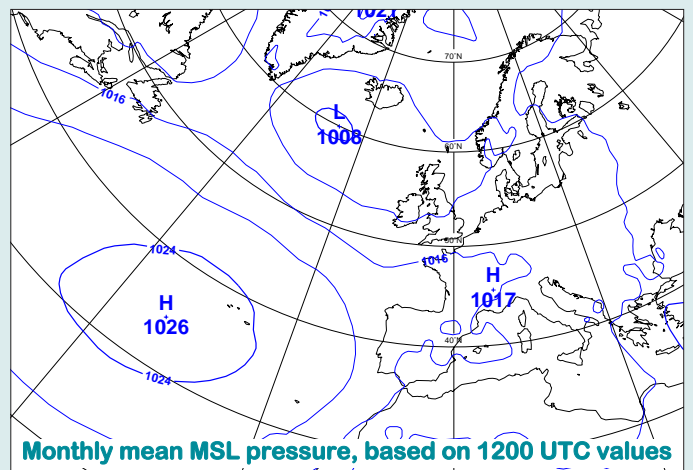 1027
70°N
1016
L
1008
60°N
50°N
1024
1016
H
1017
H
1026
40°N
1024
Monthly mean MSL pressure, based on 1200 UTC values